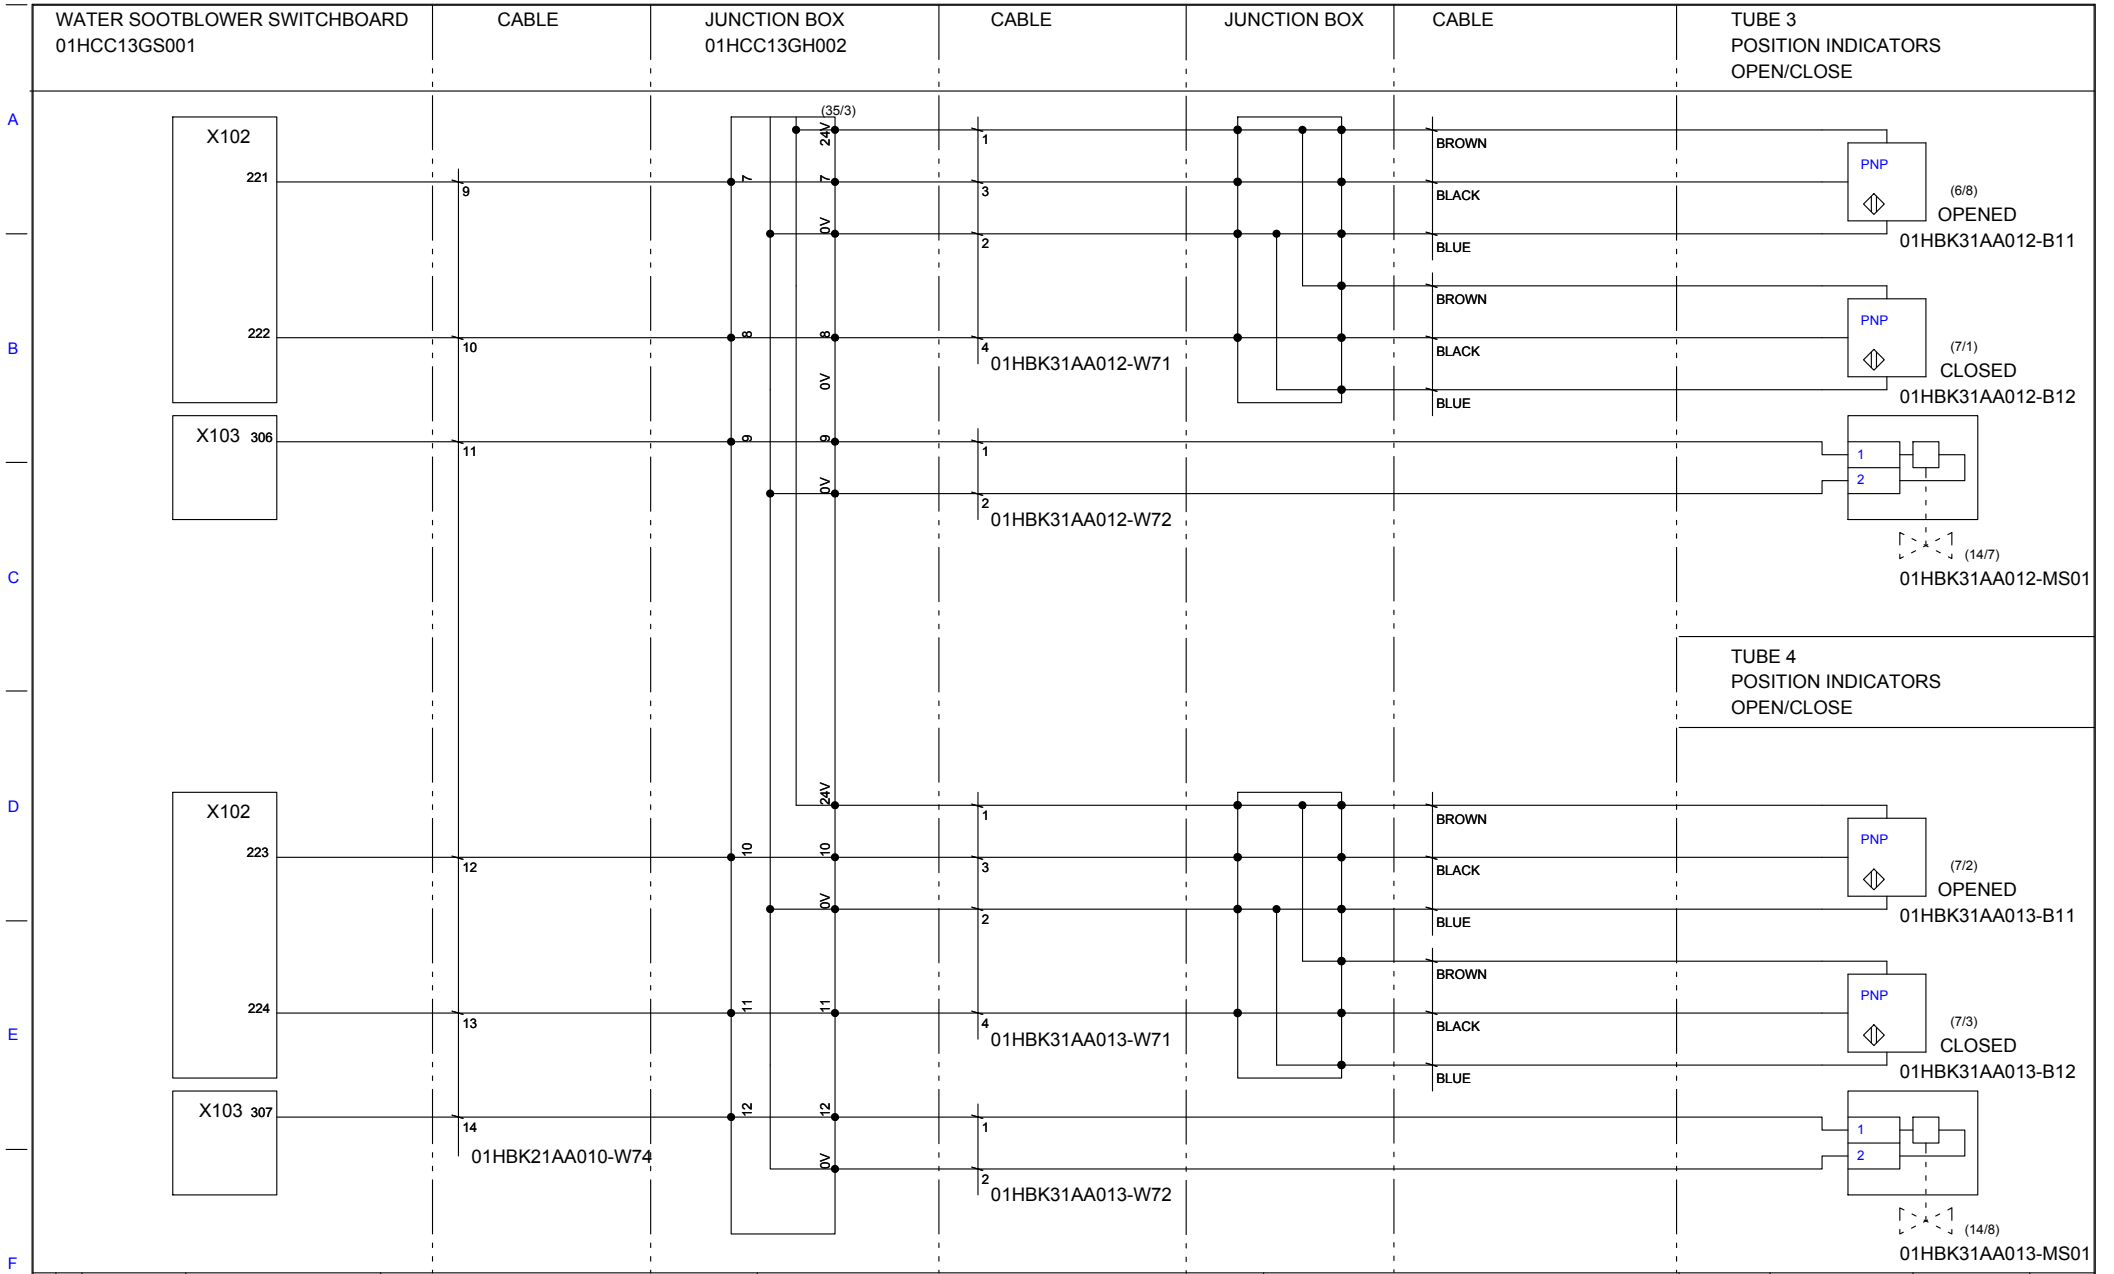 WATER SOOTBLOWER SWITCHBOARD
01HCC13GS001
CABLE
JUNCTION BOX
01HCC13GH002
CABLE
JUNCTION BOX
CABLE
TUBE 3
POSITION INDICATORS
OPEN/CLOSE
A
X102
(35/3)
24V
1
BROWN
PNP
221
9
7
7
3
BLACK
(6/8)
OPENED
01HBK31AA012-B11
0V
2
BLUE
BROWN
PNP
B
222
10
8
8
4
01HBK31AA012-W71
BLACK
(7/1)
CLOSED
01HBK31AA012-B12
0V
BLUE
X103 306
11
9
9
1
1
2
0V
2
01HBK31AA012-W72
(14/7)
C
01HBK31AA012-MS01
TUBE 4
POSITION INDICATORS
OPEN/CLOSE
D
X102
24V
1
BROWN
PNP
223
12
10
10
3
BLACK
(7/2)
OPENED
01HBK31AA013-B11
0V
2
BLUE
BROWN
PNP
E
224
13
11
11
4
01HBK31AA013-W71
BLACK
(7/3)
CLOSED
01HBK31AA013-B12
BLUE
X103 307
14
01HBK21AA010-W74
12
12
1
1
2
0V
2
01HBK31AA013-W72
(14/8)
01HBK31AA013-MS01
F